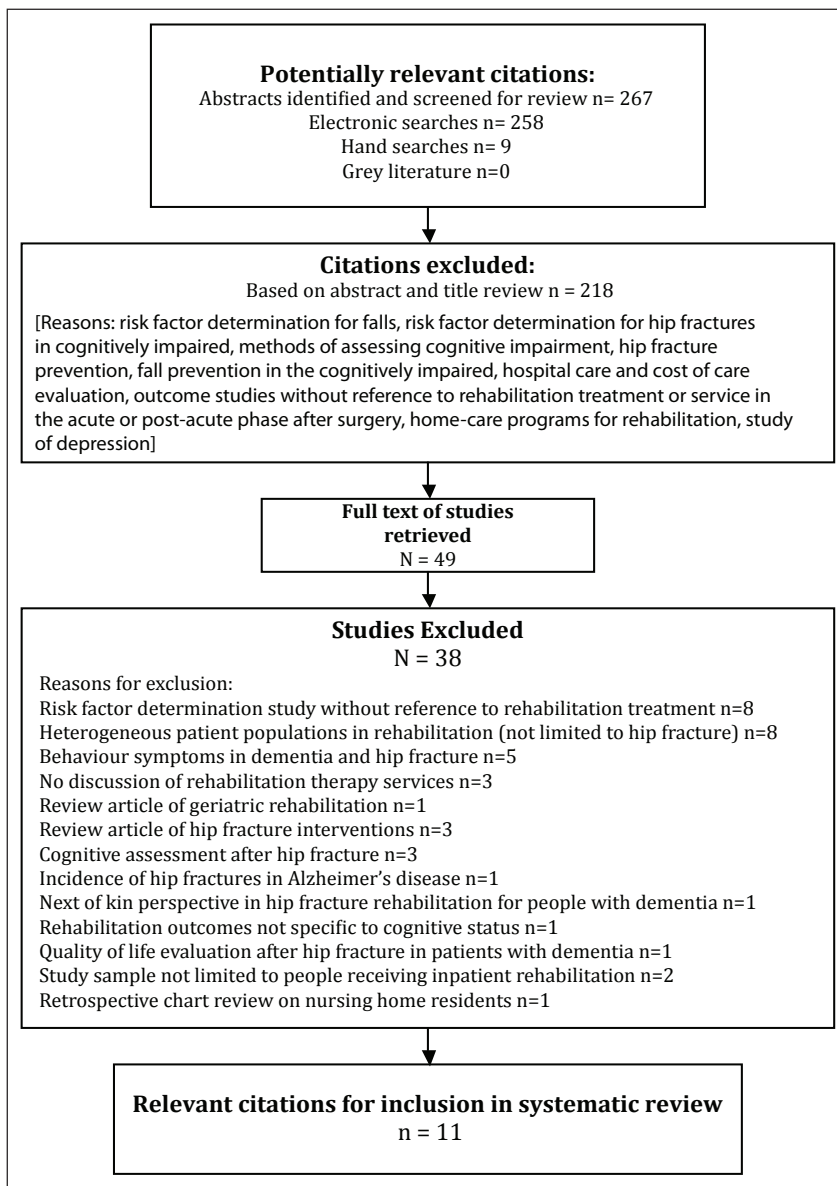 Potentially relevant citations:
Abstracts identified and screened for review n= 267
Electronic searches n= 258
Hand searches n= 9
Grey literature n=0
Citations excluded:
Based on abstract and title review n = 218
[Reasons: risk factor determination for falls, risk factor determination for hip fractures
in cognitively impaired, methods of assessing cognitive impairment, hip fracture
prevention, fall prevention in the cognitively impaired, hospital care and cost of care
evaluation, outcome studies without reference to rehabilitation treatment or service in
the acute or post-acute phase after surgery, home-care programs for rehabilitation, study
of depression]
Full text of studies
retrieved
N = 49
Studies Excluded
N = 38
Reasons for exclusion:
Risk factor determination study without reference to rehabilitation treatment n=8
Heterogeneous patient populations in rehabilitation (not limited to hip fracture) n=8
Behaviour symptoms in dementia and hip fracture n=5
No discussion of rehabilitation therapy services n=3
Review article of geriatric rehabilitation n=1
Review article of hip fracture interventions n=3
Cognitive assessment after hip fracture n=3
Incidence of hip fractures in Alzheimer's disease n=1
Next of kin perspective in hip fracture rehabilitation for people with dementia n=1
Rehabilitation outcomes not specific to cognitive status n=1
Quality of life evaluation after hip fracture in patients with dementia n=1
Study sample not limited to people receiving inpatient rehabilitation n=2
Retrospective chart review on nursing home residents n=1
Relevant citations for inclusion in systematic review
n = 11